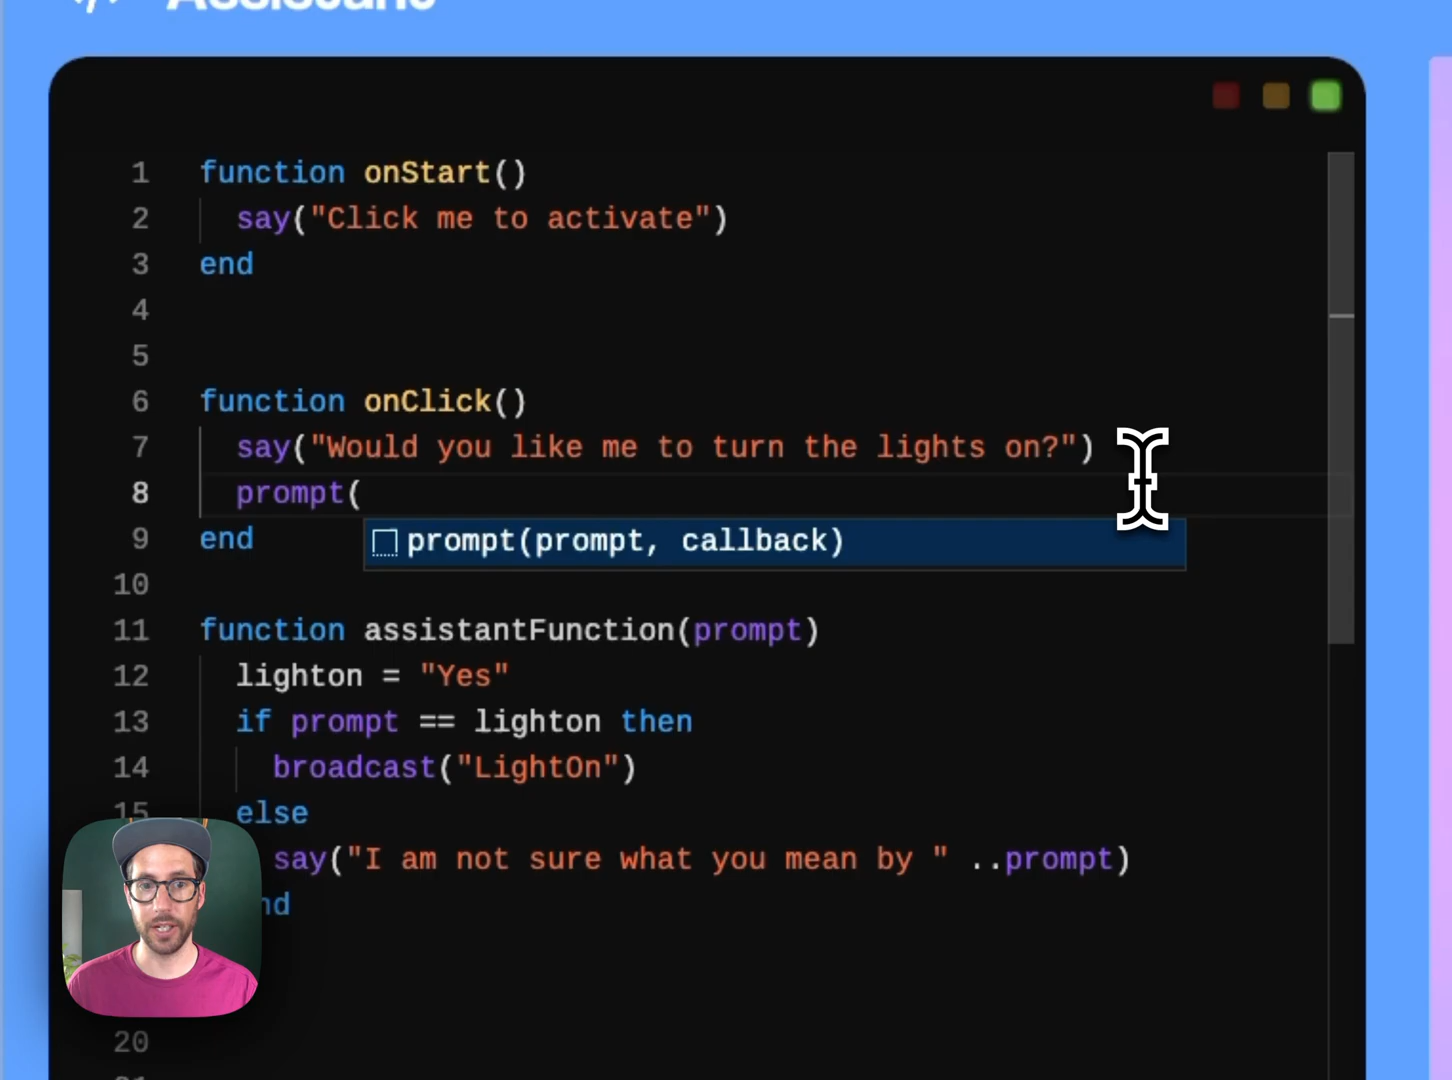 Assistant
1 function onStart()
2 say("Click me to activate")
3 end
4
5
6 function onClick()
7 say("Would you like me to turn the lights on?")
8 prompt(
9 end
prompt(prompt, callback)
10
11 function assistantFunction(prompt)
12 lighton = "Yes"
13 if prompt == lighton then
14 broadcast("LightOn")
15 else
say("I am not sure what you mean by " ..prompt)
nd
20